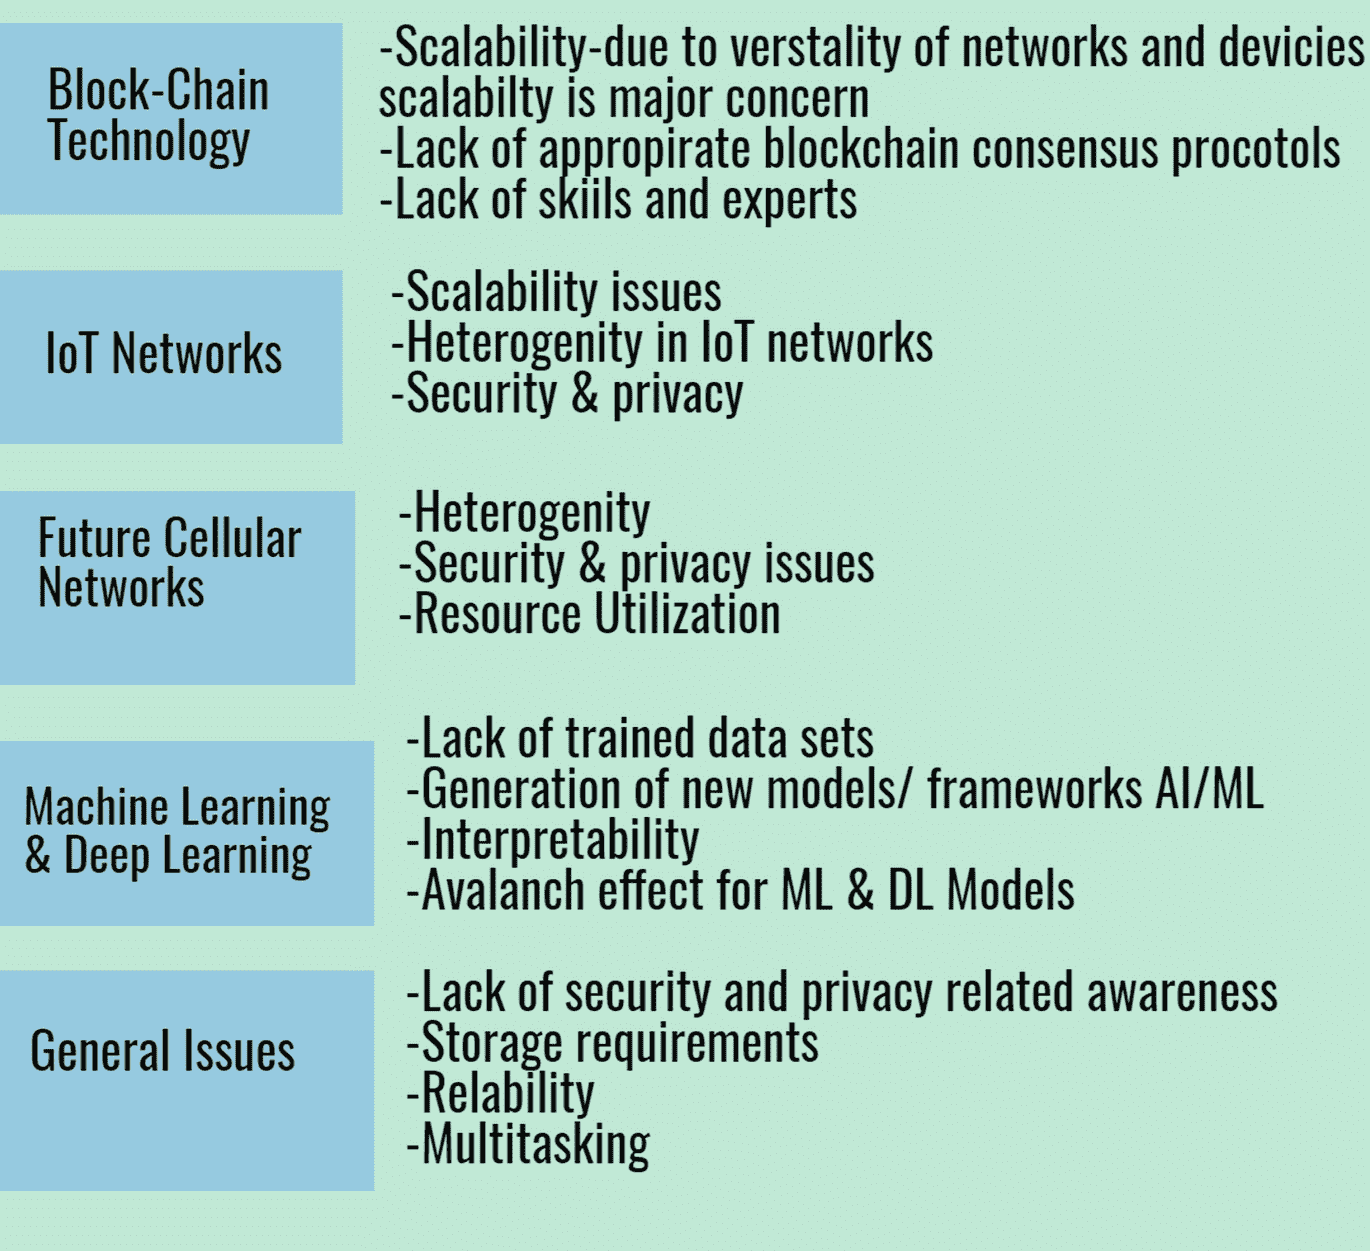 Block-Chain
Technology
-Scalability-due to verstality of networks and devicies
scalabilty is major concern
-Lack of appropirate blockchain consensus procotols
-Lack of skiils and experts
IoT Networks
-Scalability issues
-Heterogenity in IoT networks
-Security & privacy
Future Cellular
Networks
-Heterogenity
-Security & privacy issues
-Resource Utilization
Machine Learning
& Deep Learning
-Lack of trained data sets
-Generation of new models/ frameworks AI/ML
-Interpretability
-Avalanch effect for ML & DL Models
General Issues
-Lack of security and privacy related awareness
-Storage requirements
-Relability
-Multitasking